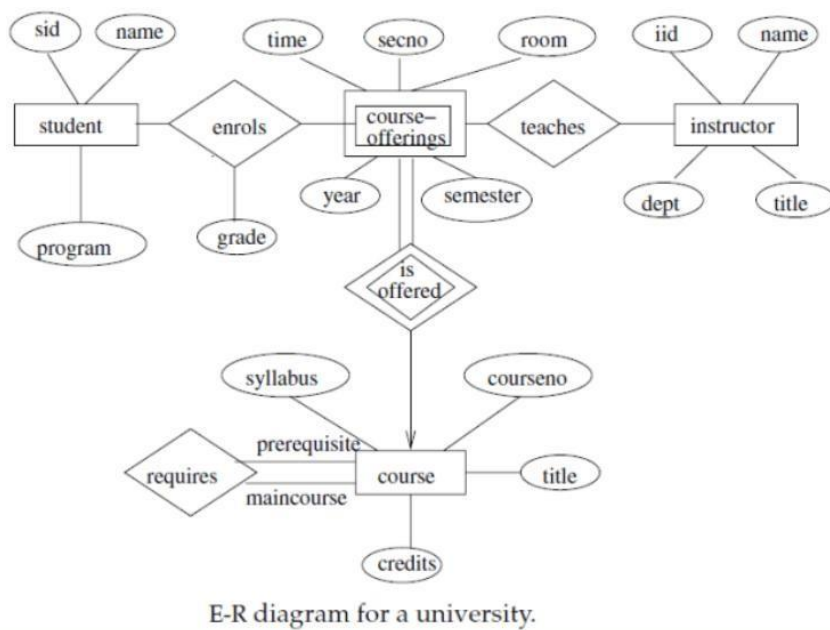 sid
name
time
secno
room
iid
name
student
enrols
course–
offerings
teaches
instructor
program
grade
year
semester
dept
title
is
offered
syllabus
courseno
prerequisite
requires
course
title
maincourse
credits
E-R diagram for a university.